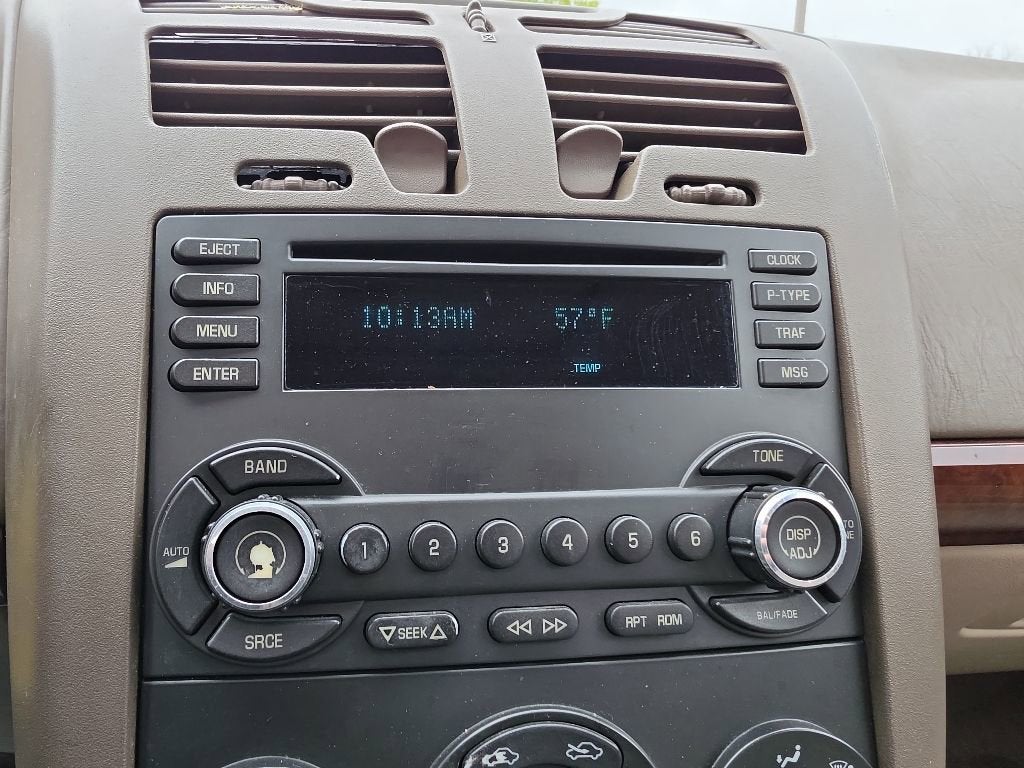 EJECT
INFO
MENU
ENTER
10:13AM 57°F
TEMP
CLOCK
P-TYPE
TRAF
MSG
BAND
AUTO
SRCE
1 2 3 4 5 6
SEEK
RPT RDM
TONE
DISP
ADJ
BAL/FADE